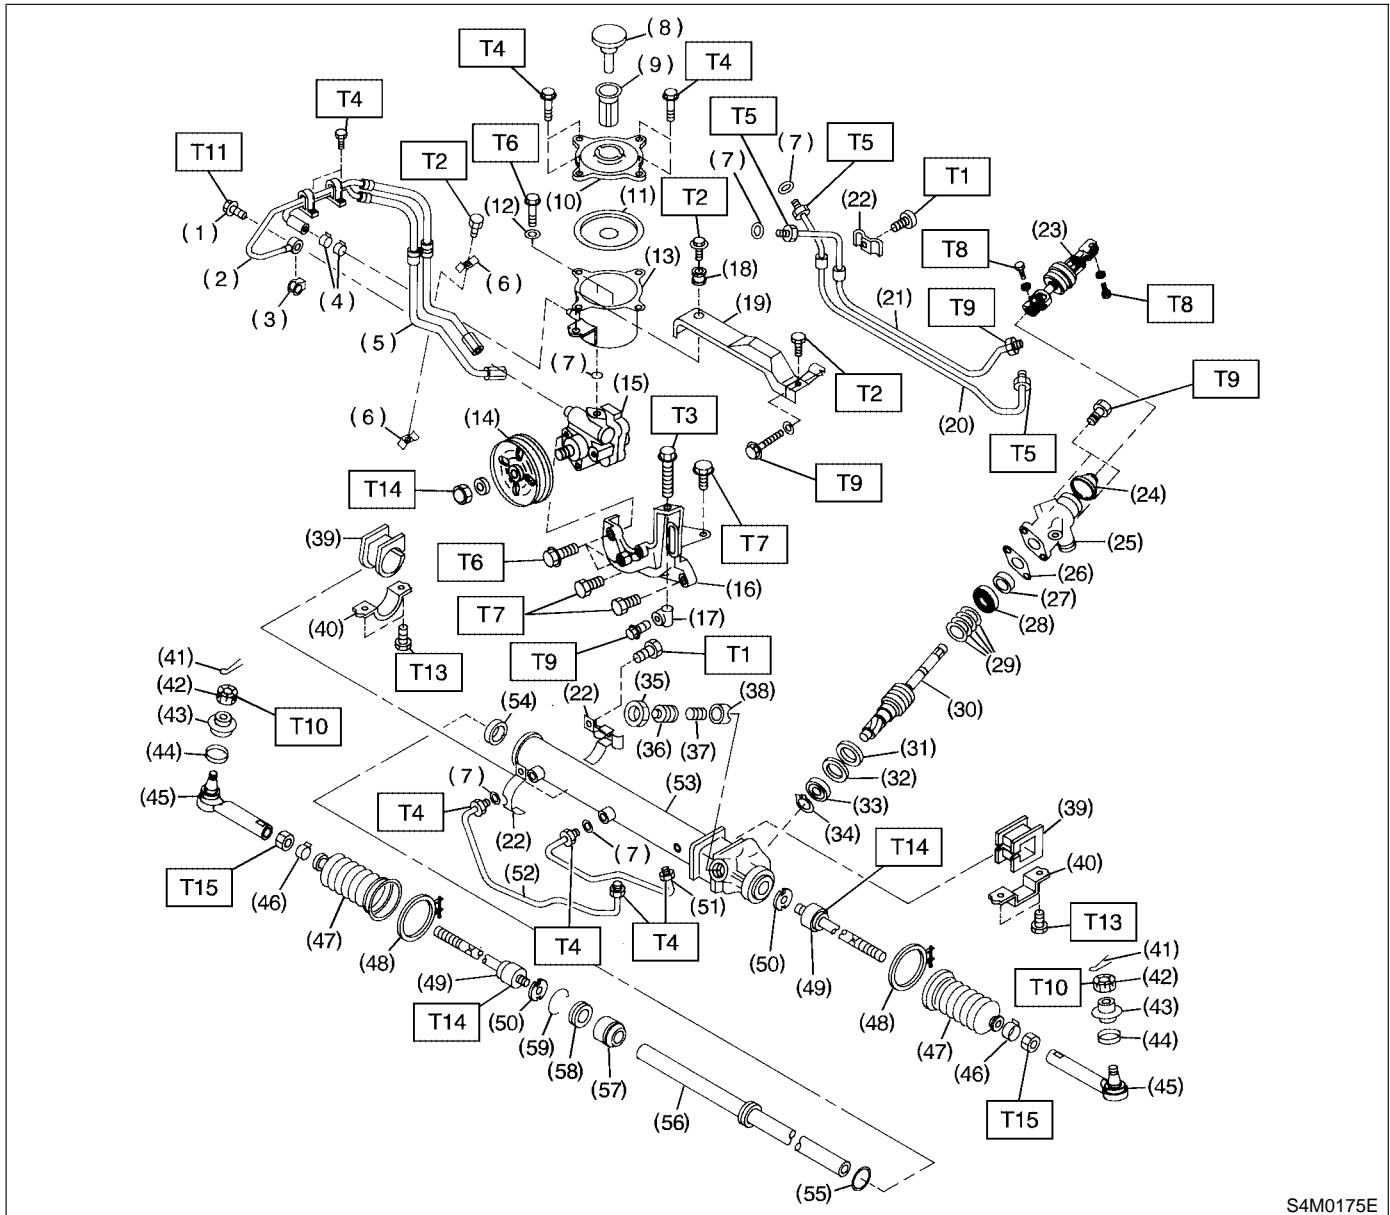 (8)
T4
(9)
T4
T4
T5
(7)
T5
T11
T2
T6
(7)
T1
(10)
(11)
T2
(22)
(12)
(23)
T8
(1)
(2)
(6)
(13)
(18)
(3)
(4)
(19)
T8
(21)
T9
(5)
(7)
(15)
T2
T9
(20)
(6)
(14)
T3
T5
T9
(24)
T14
(39)
(25)
T7
T6
(26)
(16)
(27)
T7
(28)
(40)
(17)
(29)
T9
T1
(41)
T13
(35)
(38)
(42)
(54)
(22)
(30)
T10
(43)
(36)
(37)
(31)
(44)
(32)
(53)
(7)
(33)
(45)
T4
(34)
(39)
(22)
(7)
T14
(40)
(52)
T15
(51)
(46)
T13
(47)
T4
T4
(50)
(41)
(48)
(49)
T10
(42)
(49)
(50)
(48)
(43)
T14
(59)
(47)
(44)
(58)
(46)
(57)
(45)
(56)
T15
(55)
S4M0175E